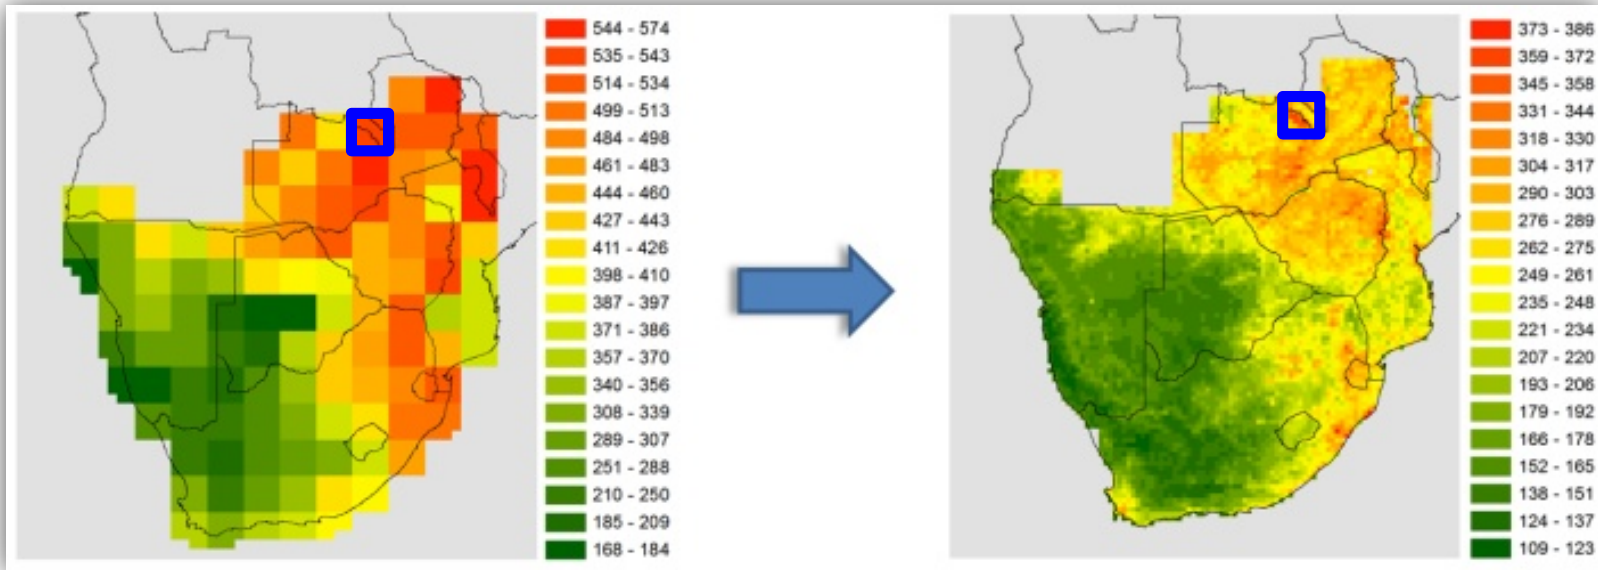 544 - 574
535 - 543
514 - 534
499 - 513
484 - 498
461 - 483
444 - 460
427 - 443
411 - 426
398 - 410
387 - 397
371 - 386
357 - 370
340 - 356
308 - 339
289 - 307
251 - 288
210 - 250
185 - 209
168 - 184
373 - 386
359 - 372
345 - 358
331 - 344
318 - 330
304 - 317
290 - 303
276 - 289
262 - 275
249 - 261
235 - 248
221 - 234
207 - 220
193 - 206
179 - 192
166 - 178
152 - 165
138 - 151
124 - 137
109 - 123